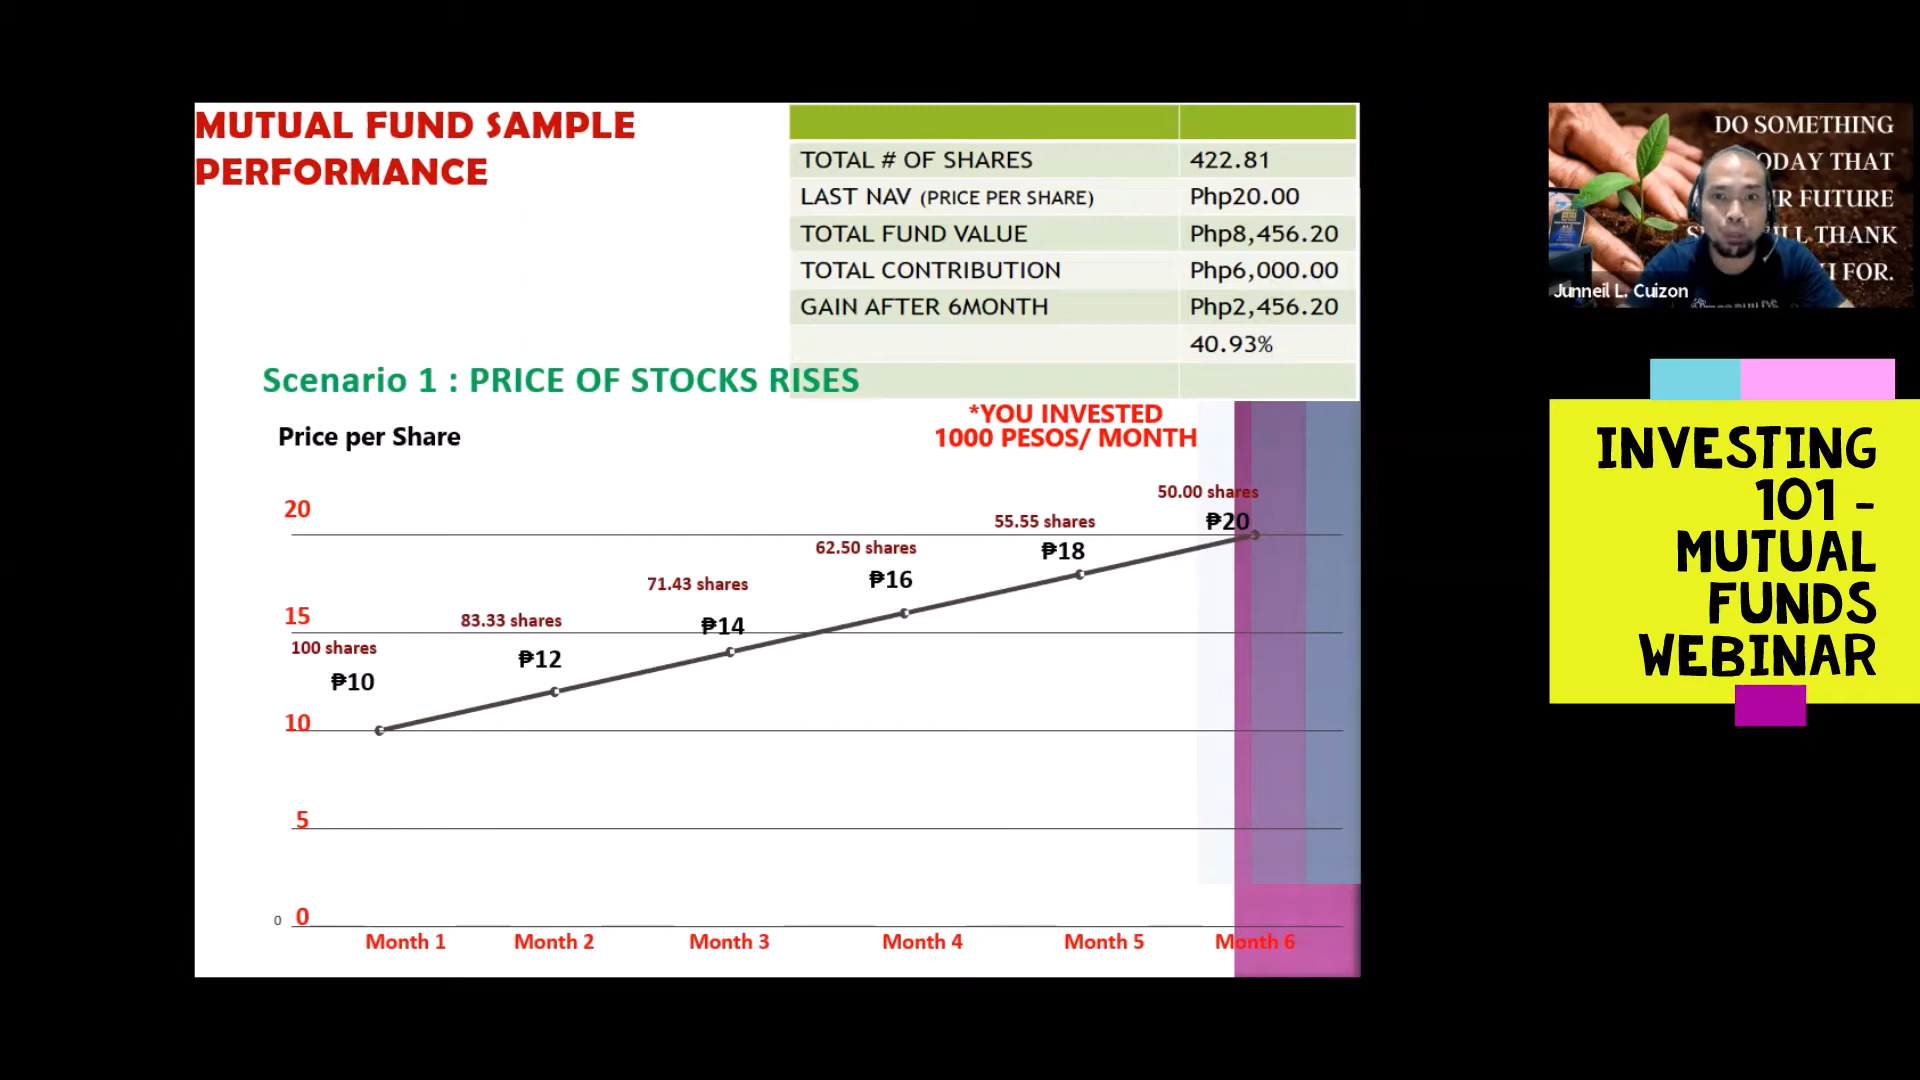 MUTUAL FUND SAMPLE
PERFORMANCE
TOTAL # OF SHARES 422.81
LAST NAV (PRICE PER SHARE) Php20.00
TOTAL FUND VALUE Php8,456.20
TOTAL CONTRIBUTION Php6,000.00
GAIN AFTER 6MONTH Php2,456.20
40.93%
Scenario 1 : PRICE OF STOCKS RISES
*YOU INVESTED
1000 PESOS/ MONTH
Price per Share
20
15
10
5
0
0
100 shares
₱10
83.33 shares
₱12
71.43 shares
₱14
62.50 shares
₱16
55.55 shares
₱18
50.00 shares
₱20
Month 1 Month 2 Month 3 Month 4 Month 5 Month 6
DO SOMETHING
ODAY THAT
R FUTURE
LL THANK
FOR.
Junneil L. Cuizon
INVESTING
101 -
MUTUAL
FUNDS
WEBINAR